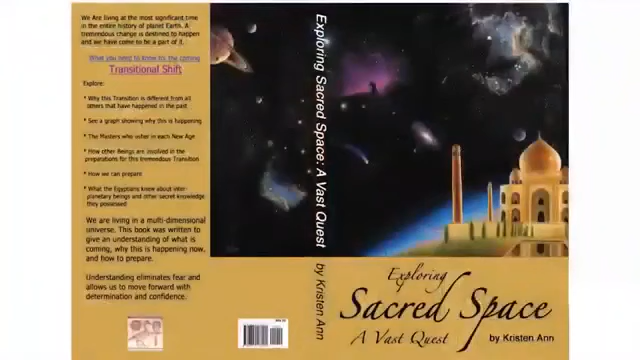 We Are living at the most significant time
in the entire history of planet Earth. A
tremendous change is destined to happen
and we have come to be a part of it.
What you need to know for the coming
Transitional Shift
Explore:
* Why this Transition is different from all
others that have happened in the past
* See a graph showing why this is happening
* The Masters who usher in each New Age
* How other Beings are involved in the
preparations for this tremendous Transition
* How we can prepare
* What the Egyptians knew about inter-
planetary beings and other secret knowledge
they possessed
We are living in a multi-dimensional
universe. This book was written to
give an understanding of what is
coming, why this is happening now,
and how to prepare.
Understanding eliminates fear and
allows us to move forward with
determination and confidence.
Exploring Sacred Space: A Vast Quest
by Kristen Ann
Exploring
Sacred Space
A Vast Quest
by Kristen Ann